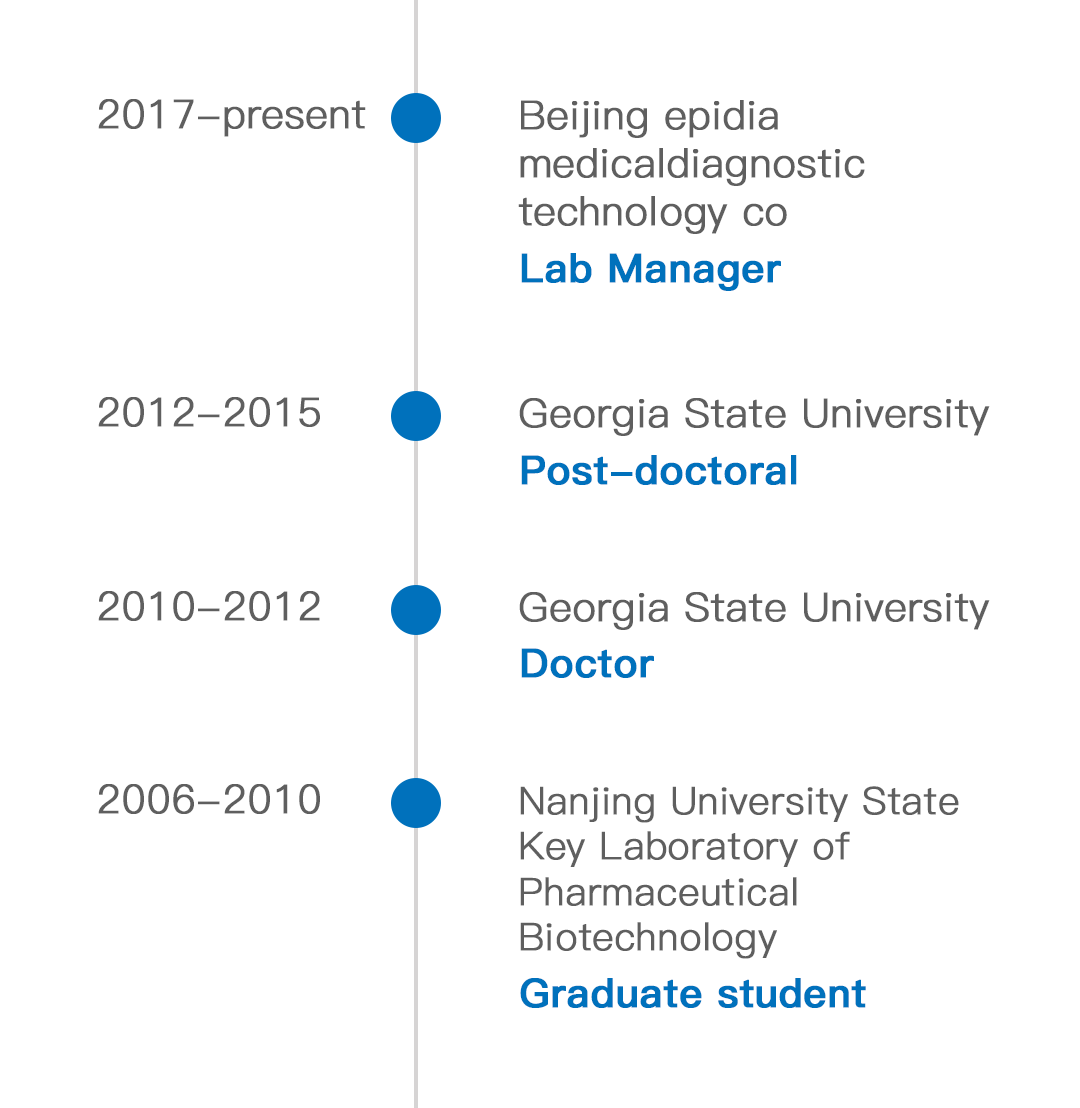 2017–present
Beijing epidia
medicaldiagnostic
technology co
Lab Manager
2012–2015
Georgia State University
Post–doctoral
2010–2012
Georgia State University
Doctor
2006–2010
Nanjing University State
Key Laboratory of
Pharmaceutical
Biotechnology
Graduate student